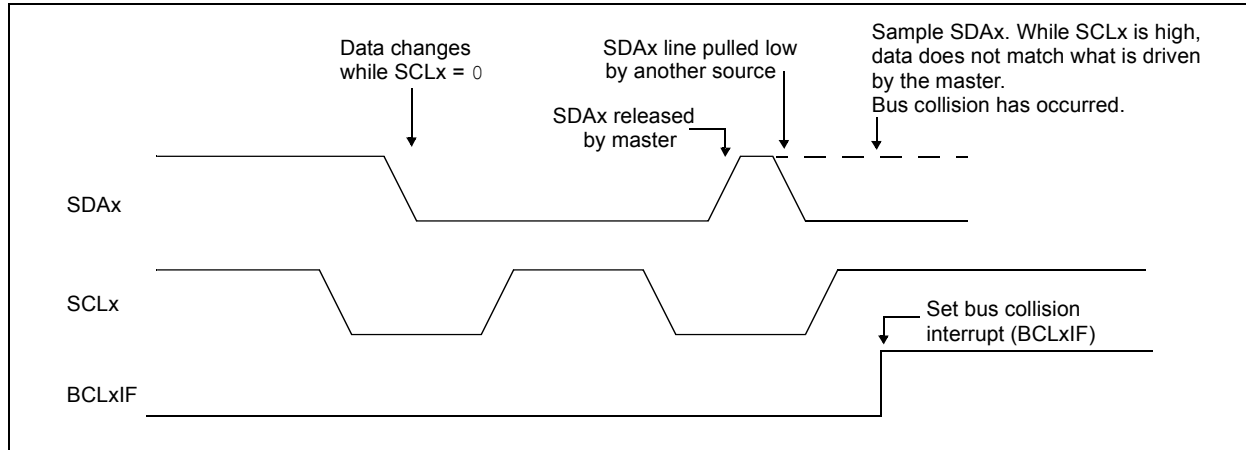 Data changes
while SCLx = 0
SDAx line pulled low
by another source
Sample SDAx. While SCLx is high,
data does not match what is driven
by the master.
Bus collision has occurred.
SDAx released
by master
SDAx
SCLx
Set bus collision
interrupt (BCLxIF)
BCLxIF